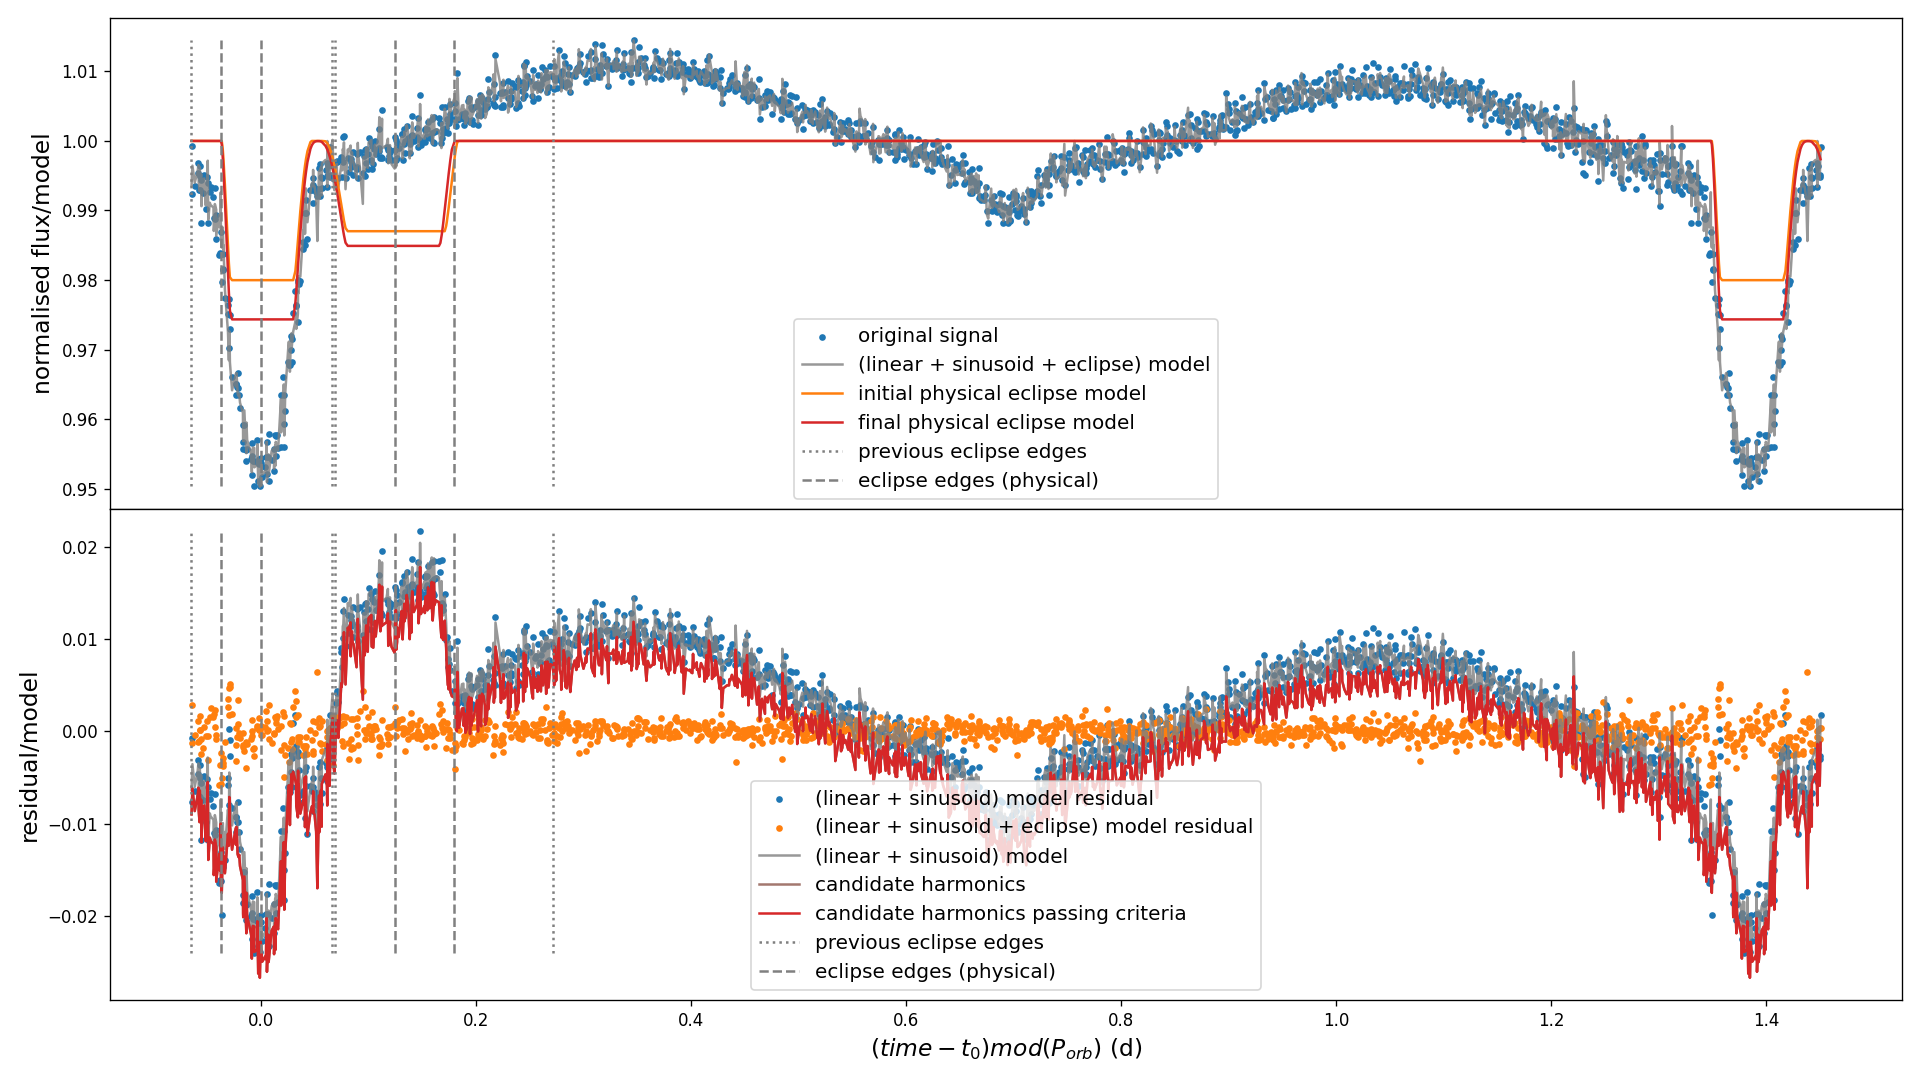 normalised flux/model
1.01
1.00
0.99
0.98
0.97
0.96
0.95
original signal
(linear + sinusoid + eclipse) model
initial physical eclipse model
final physical eclipse model
previous eclipse edges
eclipse edges (physical)
residual/model
0.02
0.01
0.00
−0.01
−0.02
(linear + sinusoid) model residual
(linear + sinusoid + eclipse) model residual
(linear + sinusoid) model
candidate harmonics
candidate harmonics passing criteria
previous eclipse edges
eclipse edges (physical)
0.0 0.2 0.4 0.6 0.8 1.0 1.2 1.4
(time − t₀)mod(P_orb) (d)